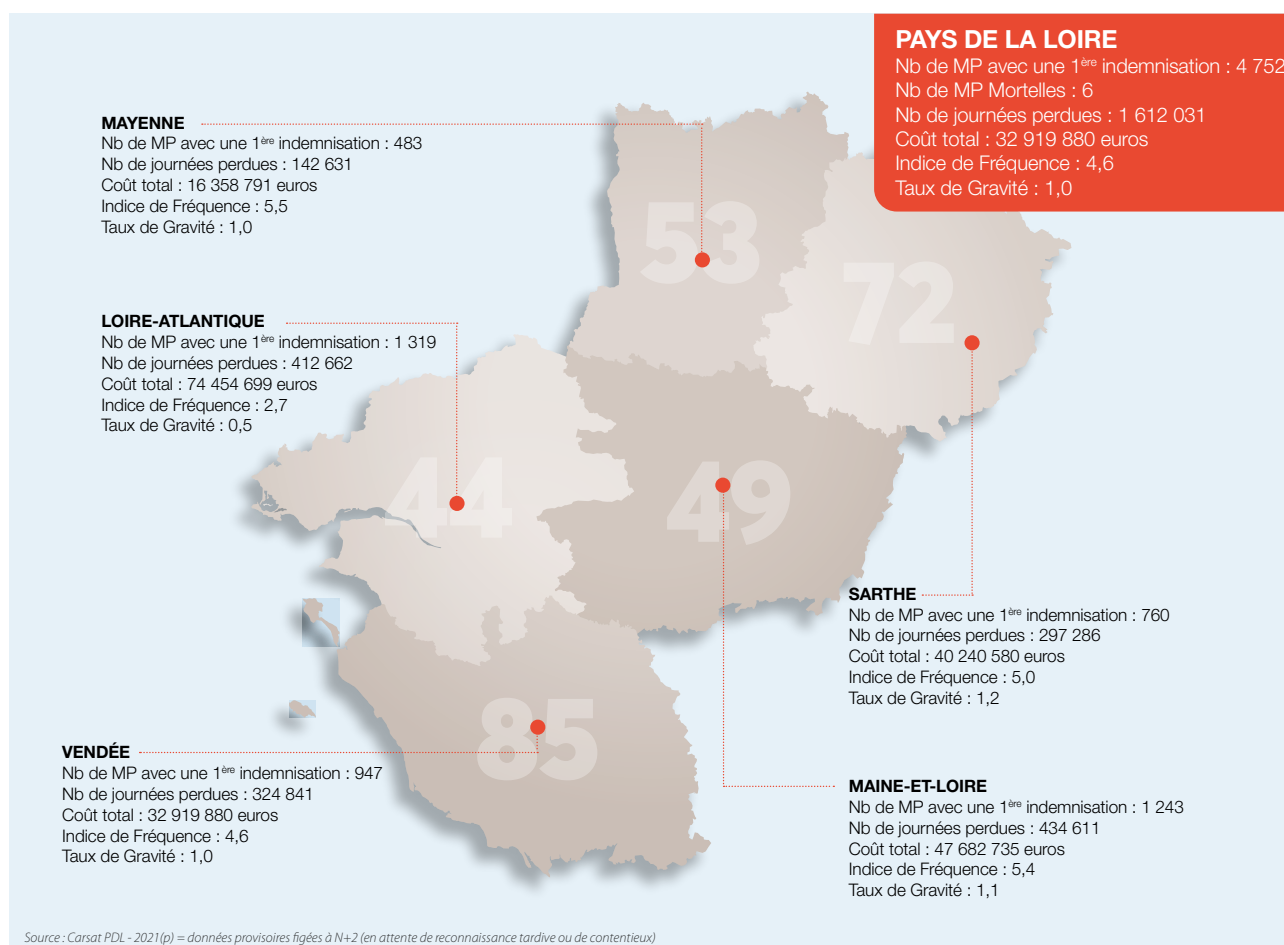 PAYS DE LA LOIRE
Nb de MP avec une 1ère indemnisation : 4 752
Nb de MP Mortelles : 6
Nb de journées perdues : 1 612 031
Coût total : 32 919 880 euros
Indice de Fréquence : 4,6
Taux de Gravité : 1,0
MAYENNE
Nb de MP avec une 1ère indemnisation : 483
Nb de journées perdues : 142 631
Coût total : 16 358 791 euros
Indice de Fréquence : 5,5
Taux de Gravité : 1,0
53
72
LOIRE-ATLANTIQUE
Nb de MP avec une 1ère indemnisation : 1 319
Nb de journées perdues : 412 662
Coût total : 74 454 699 euros
Indice de Fréquence : 2,7
Taux de Gravité : 0,5
44
49
SARTHE
Nb de MP avec une 1ère indemnisation : 760
Nb de journées perdues : 297 286
Coût total : 40 240 580 euros
Indice de Fréquence : 5,0
Taux de Gravité : 1,2
85
VENDÉE
Nb de MP avec une 1ère indemnisation : 947
Nb de journées perdues : 324 841
Coût total : 32 919 880 euros
Indice de Fréquence : 4,6
Taux de Gravité : 1,0
MAINE-ET-LOIRE
Nb de MP avec une 1ère indemnisation : 1 243
Nb de journées perdues : 434 611
Coût total : 47 682 735 euros
Indice de Fréquence : 5,4
Taux de Gravité : 1,1
Source : Carsat PDL - 2021(p) = données provisoires figées à N+2 (en attente de reconnaissance tardive ou de contentieux)